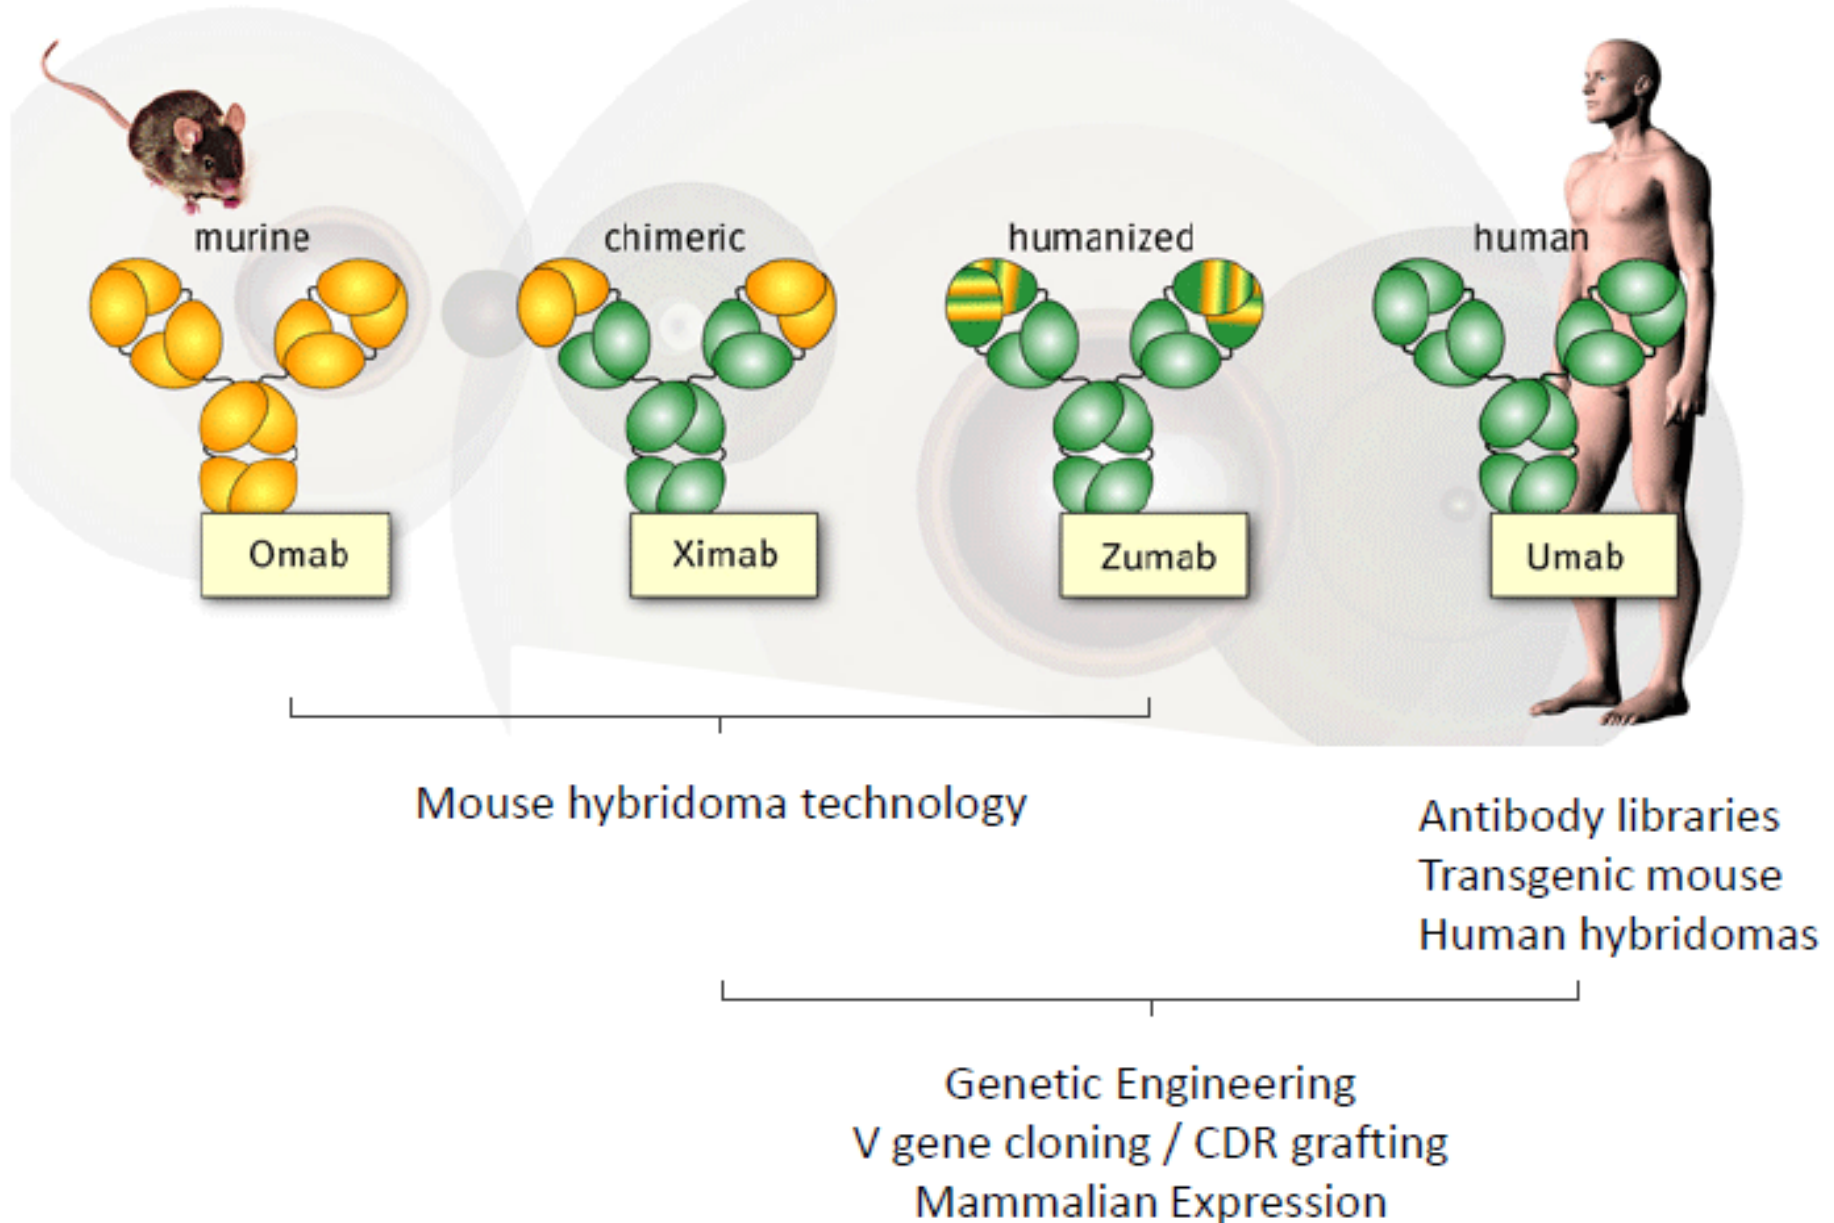 murine
chimeric
humanized
human
Omab
Ximab
Zumab
Umab
Mouse hybridoma technology
Antibody libraries
Transgenic mouse
Human hybridomas
Genetic Engineering
V gene cloning / CDR grafting
Mammalian Expression